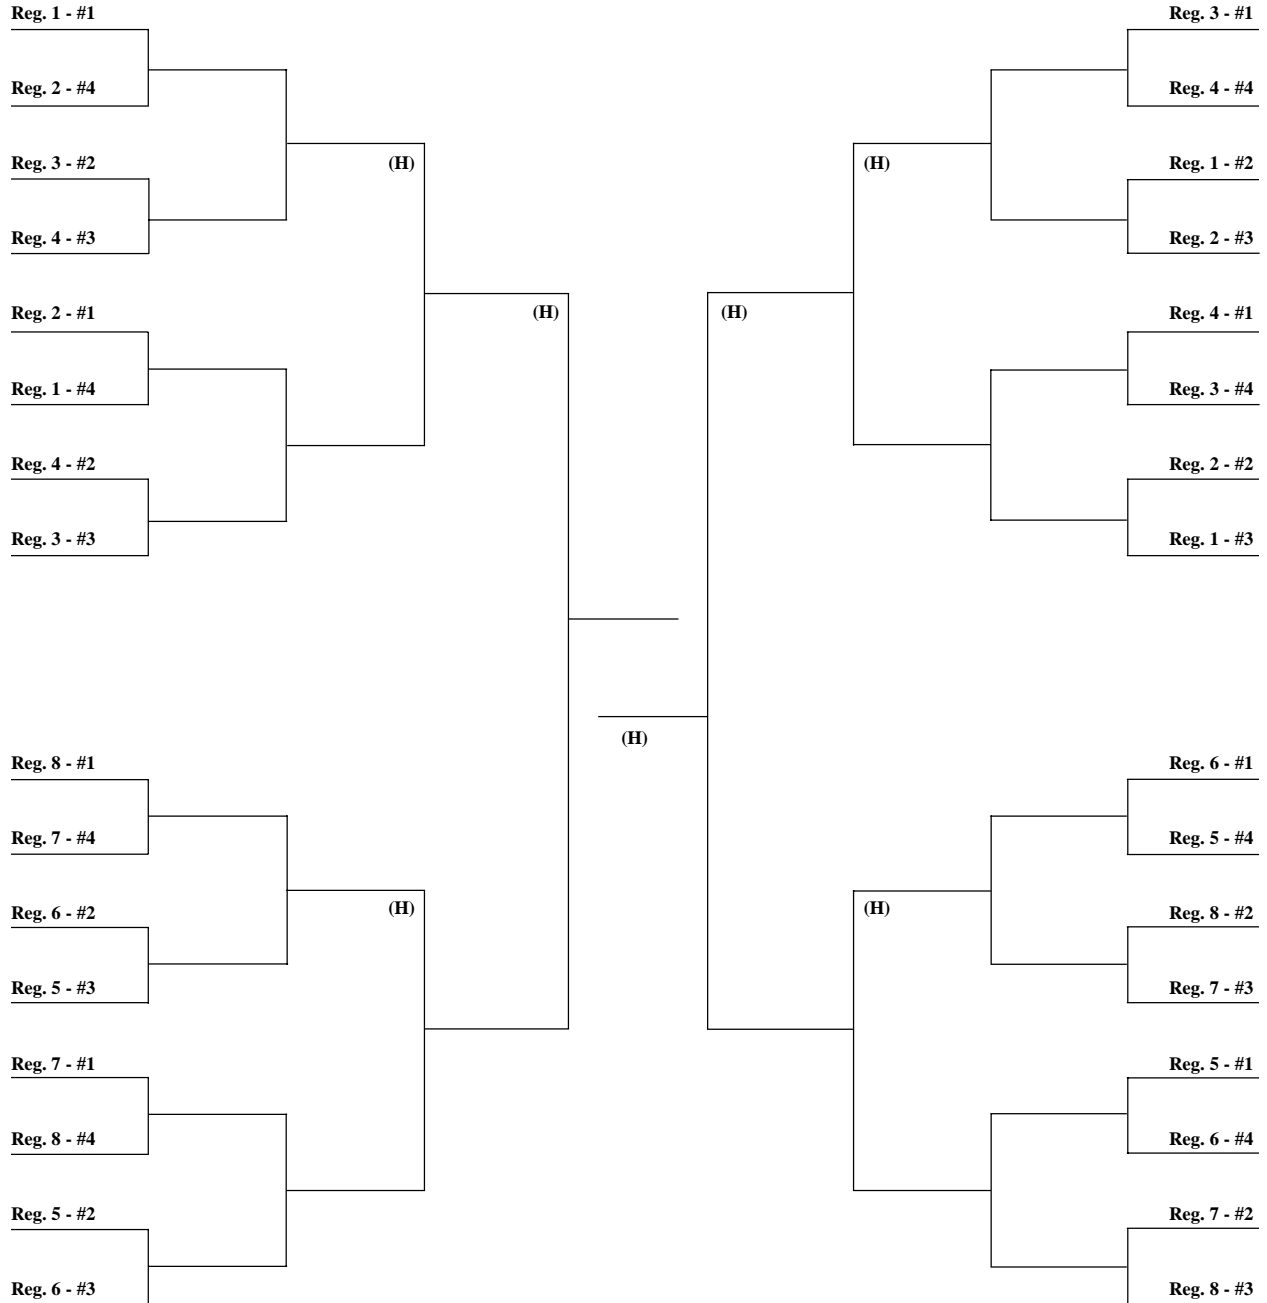 Reg. 1 - #1
Reg. 2 - #4
Reg. 3 - #2
(H)
Reg. 4 - #3
Reg. 2 - #1
(H)
Reg. 1 - #4
Reg. 4 - #2
Reg. 3 - #3
Reg. 8 - #1
Reg. 7 - #4
Reg. 6 - #2
(H)
Reg. 5 - #3
Reg. 7 - #1
Reg. 8 - #4
Reg. 5 - #2
Reg. 6 - #3
(H)
Reg. 3 - #1
Reg. 4 - #4
(H)
Reg. 1 - #2
Reg. 2 - #3
(H)
Reg. 4 - #1
Reg. 3 - #4
Reg. 2 - #2
Reg. 1 - #3
Reg. 6 - #1
Reg. 5 - #4
(H)
Reg. 8 - #2
Reg. 7 - #3
Reg. 5 - #1
Reg. 6 - #4
Reg. 7 - #2
Reg. 8 - #3